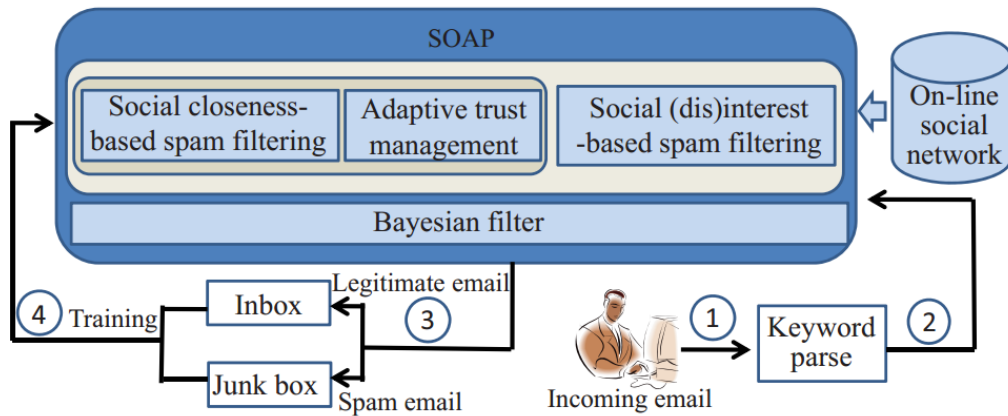 SOAP
Social closeness-
based spam filtering
Adaptive trust
management
Social (dis)interest
-based spam filtering
On-line
social
network
Bayesian filter
4
Training
Inbox
Junk box
Legitimate email
3
Spam email
Incoming email
1
Keyword
parse
2